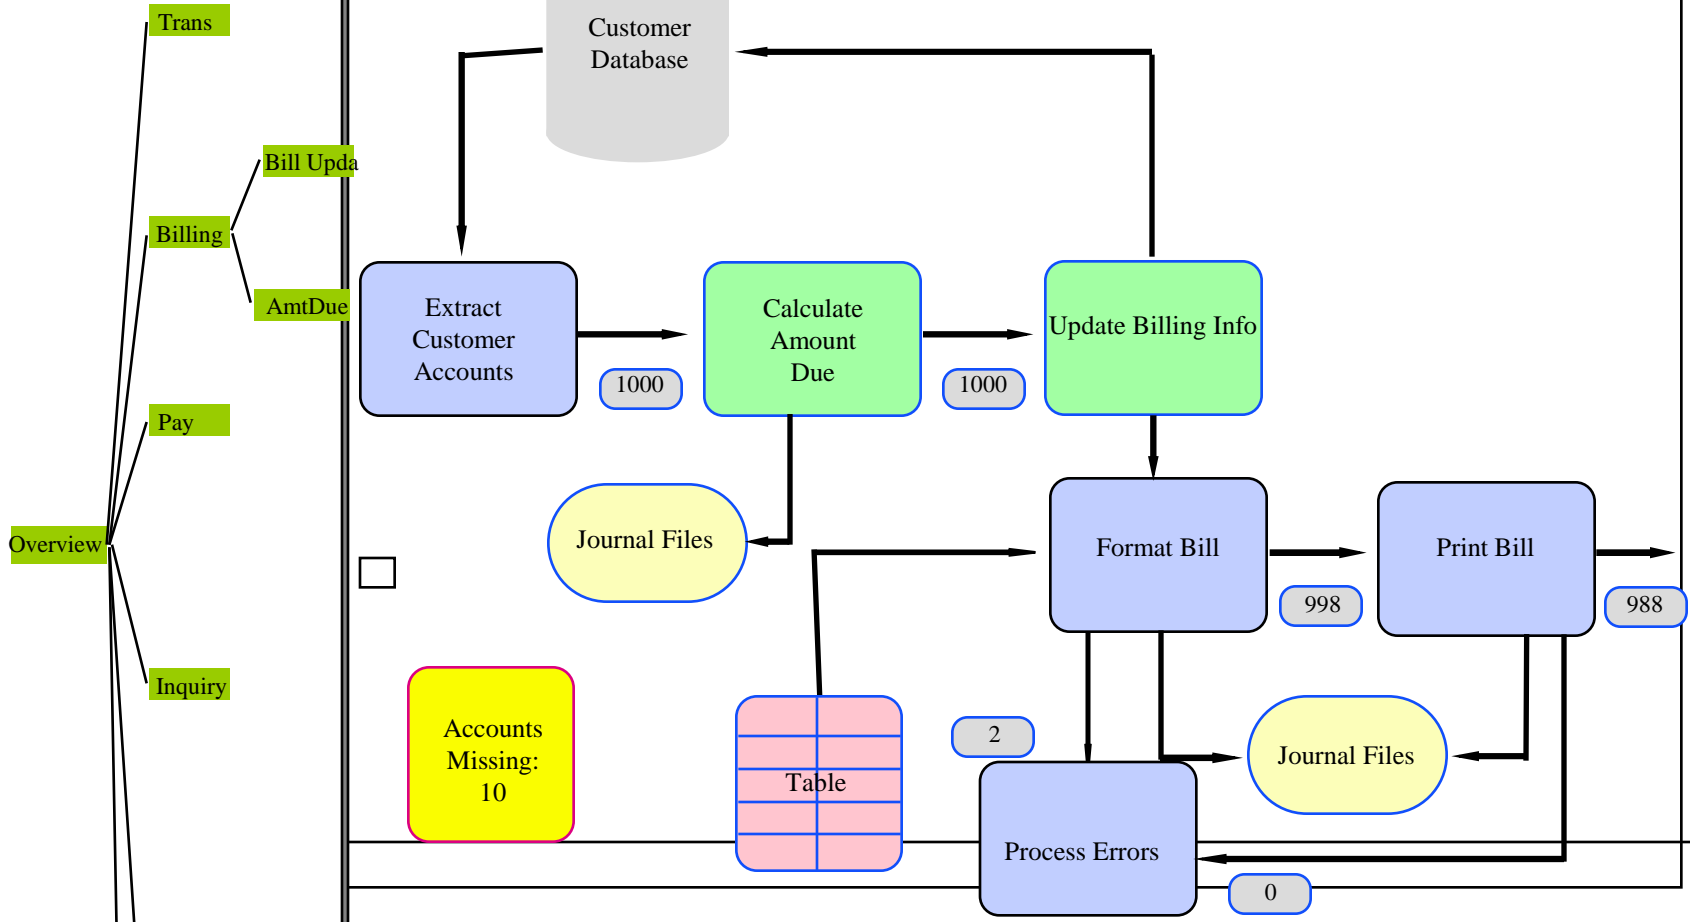 Trans
Bill Upda
Billing
AmtDue
Pay
Overview
Inquiry
Customer
Database
Extract
Customer
Accounts
1000
Calculate
Amount
Due
1000
Update Billing Info
Journal Files
Format Bill
998
Print Bill
988
Accounts
Missing:
10
Table
2
Process Errors
Journal Files
0